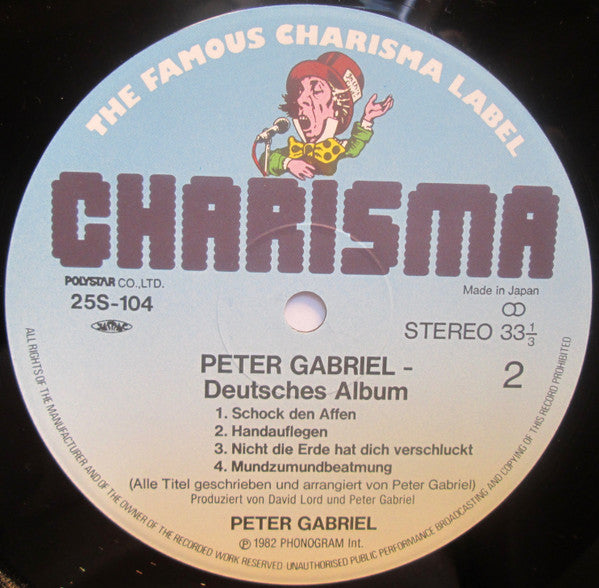 THE FAMOUS CHARISMA LABEL
CHARISMA
POLYSTAR CO.,LTD.
25S-104
JASRAC
Made in Japan
STEREO 33 1/3
2
PETER GABRIEL -
Deutsches Album
1. Schock den Affen
2. Handauflegen
3. Nicht die Erde hat dich verschluckt
4. Mundzumundbeatmung
(Alle Titel geschrieben und arrangiert von Peter Gabriel)
Produziert von David Lord und Peter Gabriel
PETER GABRIEL
℗ 1982 PHONOGRAM Int.
ALL RIGHTS OF THE MANUFACTURER AND OF THE OWNER OF THE RECORDED WORK RESERVED UNAUTHORISED PUBLIC PERFORMANCE BROADCASTING AND COPYING OF THIS RECORD PROHIBITED